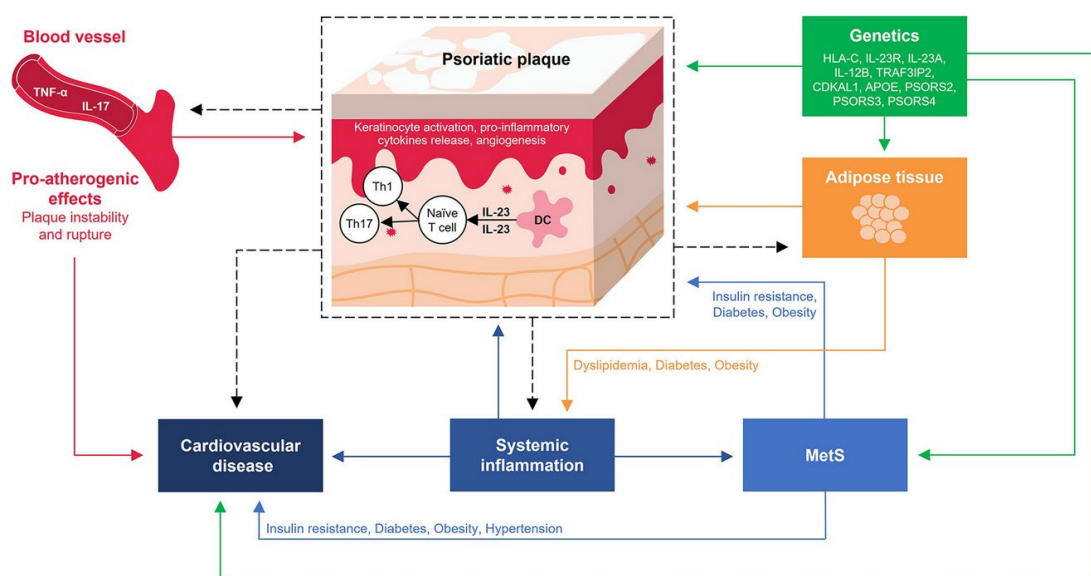 Blood vessel
TNF-α
IL-17
Pro-atherogenic
effects
Plaque instability
and rupture
Psoriatic plaque
Keratinocyte activation, pro-inflammatory
cytokines release, angiogenesis
Th1
Th17
Naïve
T cell
IL-23
IL-23
DC
Genetics
HLA-C, IL-23R, IL-23A,
IL-12B, TRAF3IP2,
CDKAL1, APOE, PSORS2,
PSORS3, PSORS4
Adipose tissue
Insulin resistance,
Diabetes, Obesity
Dyslipidemia, Diabetes, Obesity
Cardiovascular
disease
Systemic
inflammation
MetS
Insulin resistance, Diabetes, Obesity, Hypertension